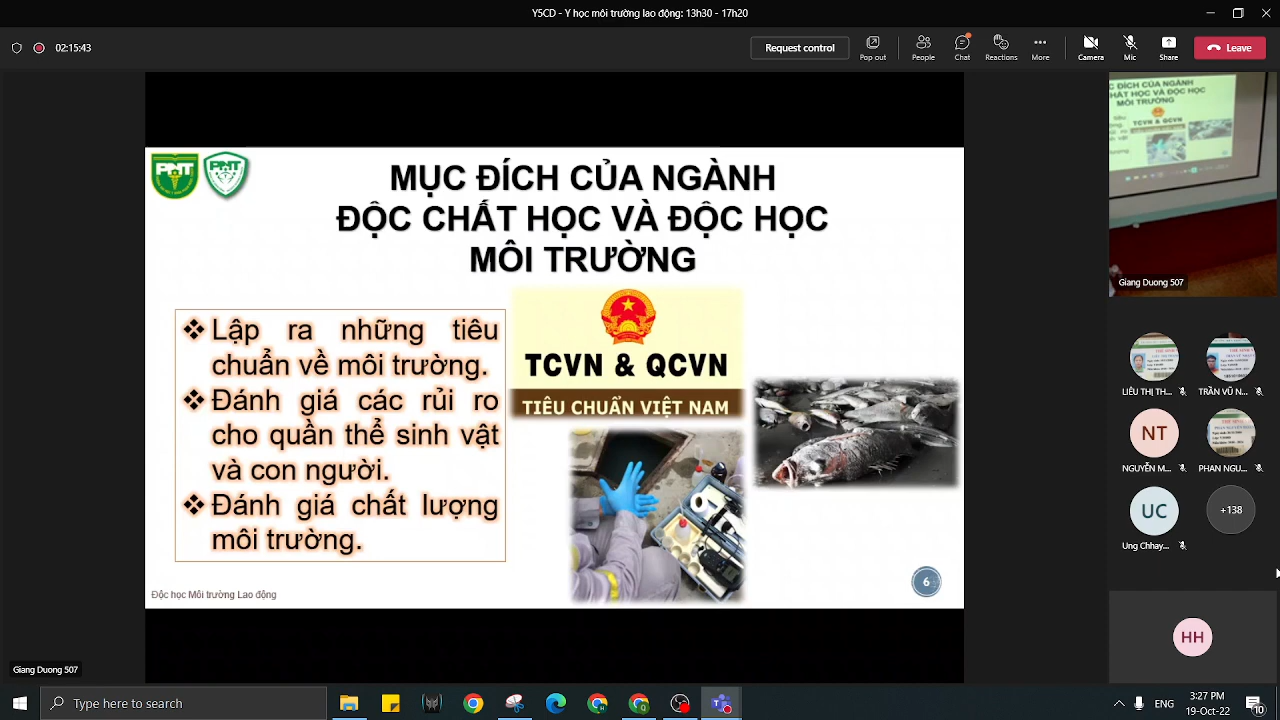 Y5CD - Y học lao động 13h30 - 17h20
02:15:43
Request control
Pop out
People
Chat
Reactions
More
Camera
Mic
Share
Leave
PNT
PNT
MỤC ĐÍCH CỦA NGÀNH
ĐỘC CHẤT HỌC VÀ ĐỘC HỌC
MÔI TRƯỜNG
❖ Lập ra những tiêu
chuẩn về môi trường.
❖ Đánh giá các rủi ro
cho quần thể sinh vật
và con người.
❖ Đánh giá chất lượng
môi trường.
TCVN & QCVN
TIÊU CHUẨN VIỆT NAM
6
Độc học Môi trường Lao động
Giang Duong 507
MÔI TRƯỜNG
TCVN & QCVN
Giang Duong 507
LIÊU THỊ TH...
TRẦN VŨ N...
NT
NGUYỄN M...
PHAN NGU...
UC
Ung Chay...
+138
HH
Type here to search
3:27 PM